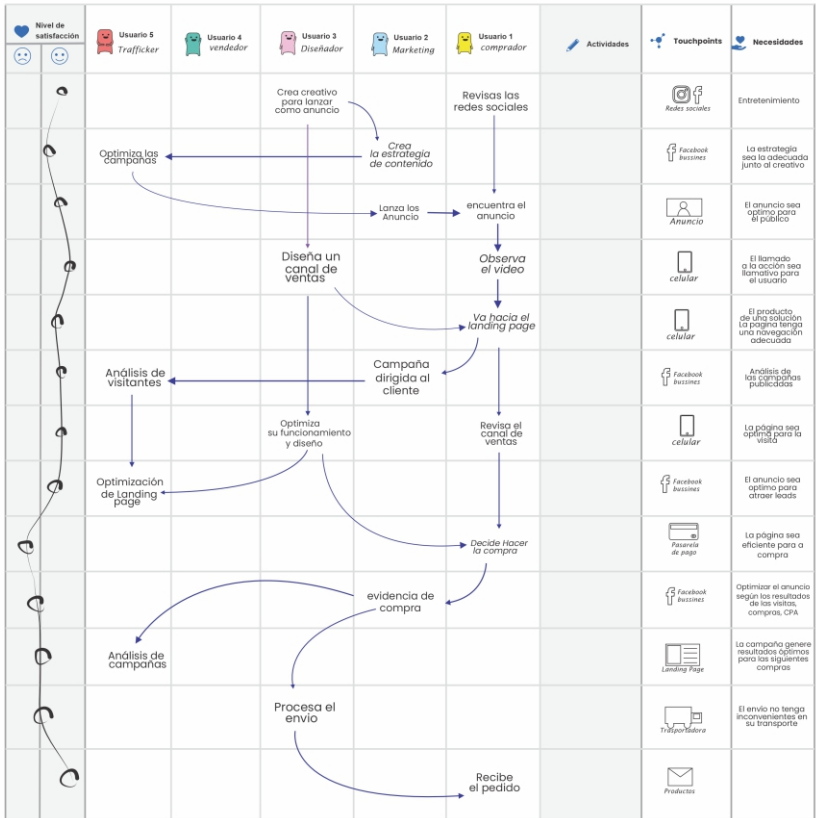 Nivel de
satisfacción
Usuario 5
Trafficker
Usuario 4
vendedor
Usuario 3
Diseñador
Usuario 2
Marketing
Usuario 1
comprador
Actividades
Touchpoints
Necesidades
Crea creativo
para lanzar
como anuncio
Revisas las
redes sociales
Redes sociales
Entretenimiento
Optimiza las
campañas
Crea
la estrategia
de contenido
Facebook
bussines
La estrategia
sea la adecuada
junto al creativo
Lanza los
Anuncio
encuentra el
anuncio
Anuncio
El anuncio sea
optimo para
el público
Diseña un
canal de
ventas
Observa
el video
celular
El llamado
a la acción sea
llamativo para
el usuario
Va hacia el
landing page
celular
El producto
de una solución
La pagina tenga
una navegación
adecuada
Análisis de
visitantes
Campaña
dirigida al
cliente
Facebook
bussines
Análisis de
las campañas
publicadas
Optimiza
su funcionamiento
y diseño
Revisa el
canal de
ventas
celular
La página sea
optima para la
visita
Optimización
de Landing
page
Facebook
bussines
El anuncio sea
optimo para
atraer leads
Decide Hacer
la compra
Pasarela
de pago
La página sea
eficiente para a
compra
evidencia de
compra
Facebook
bussines
Optimizar el anuncio
según los resultados
de las visitas,
compras, CPA
Análisis de
campañas
Landing Page
La campaña genere
resultados óptimos
para las siguientes
compras
Procesa el
envio
Trasportadora
El envío no tenga
inconvenientes en
su transporte
Recibe
el pedido
Productos